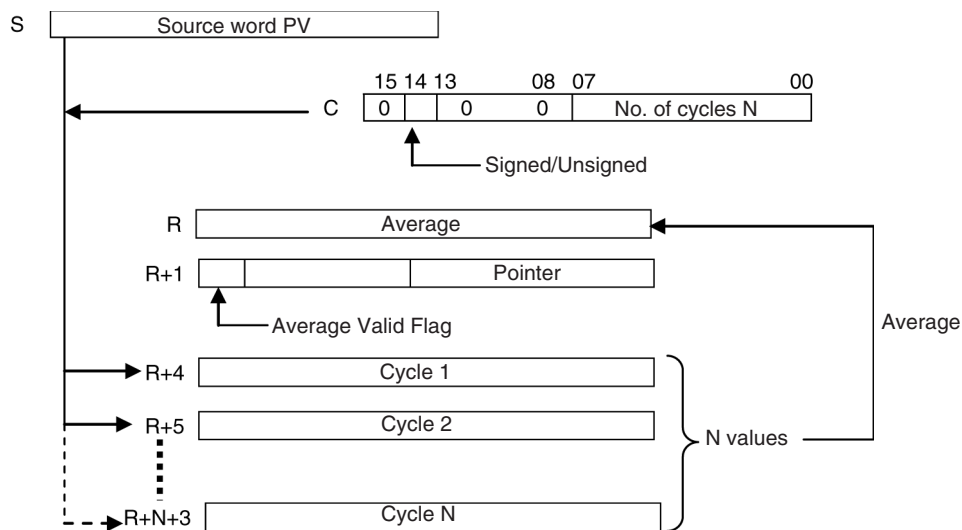 S Source word PV
15 14 13 08 07 00
C 0 0 0 No. of cycles N
Signed/Unsigned
R Average
R+1 Pointer
Average Valid Flag
Average
R+4 Cycle 1
R+5 Cycle 2
N values
R+N+3 Cycle N